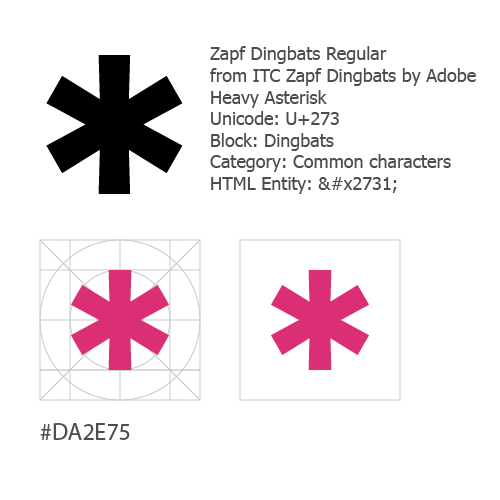 Zapf Dingbats Regular
from ITC Zapf Dingbats by Adobe
Heavy Asterisk
Unicode: U+273
Block: Dingbats
Category: Common characters
HTML Entity: &#x2731;
#DA2E75